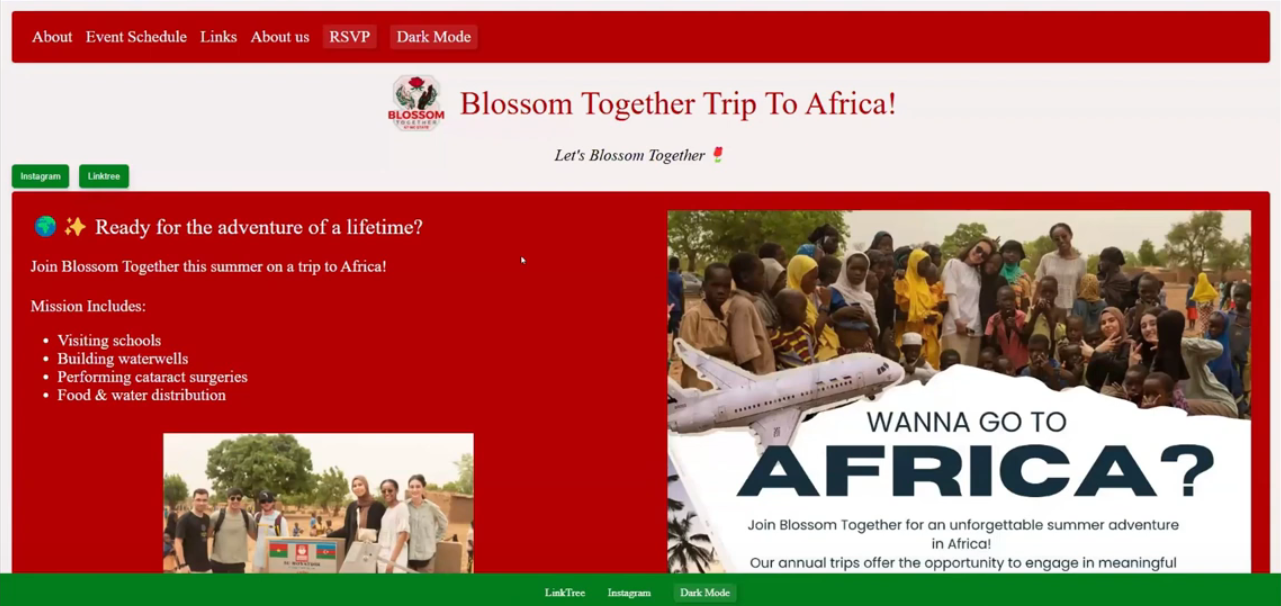 About Event Schedule Links About us RSVP Dark Mode
BLOSSOM
TOGETHER
Blossom Together Trip To Africa!
Let's Blossom Together 🌹
Instagram Linktree
🌍 ✨ Ready for the adventure of a lifetime?
Join Blossom Together this summer on a trip to Africa!
Mission Includes:
• Visiting schools
• Building waterwells
• Performing cataract surgeries
• Food & water distribution
WANNA GO TO
AFRICA?
Join Blossom Together for an unforgettable summer adventure
in Africa!
Our annual trips offer the opportunity to engage in meaningful
LinkTree Instagram Dark Mode